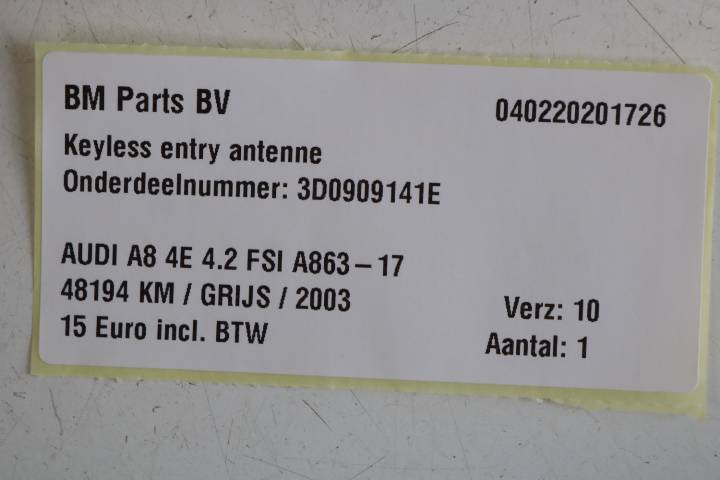 BM Parts BV 040220201726
Keyless entry antenne
Onderdeelnummer: 3D0909141E
AUDI A8 4E 4.2 FSI A863-17
48194 KM / GRIJS / 2003 Verz: 10
15 Euro incl. BTW Aantal: 1